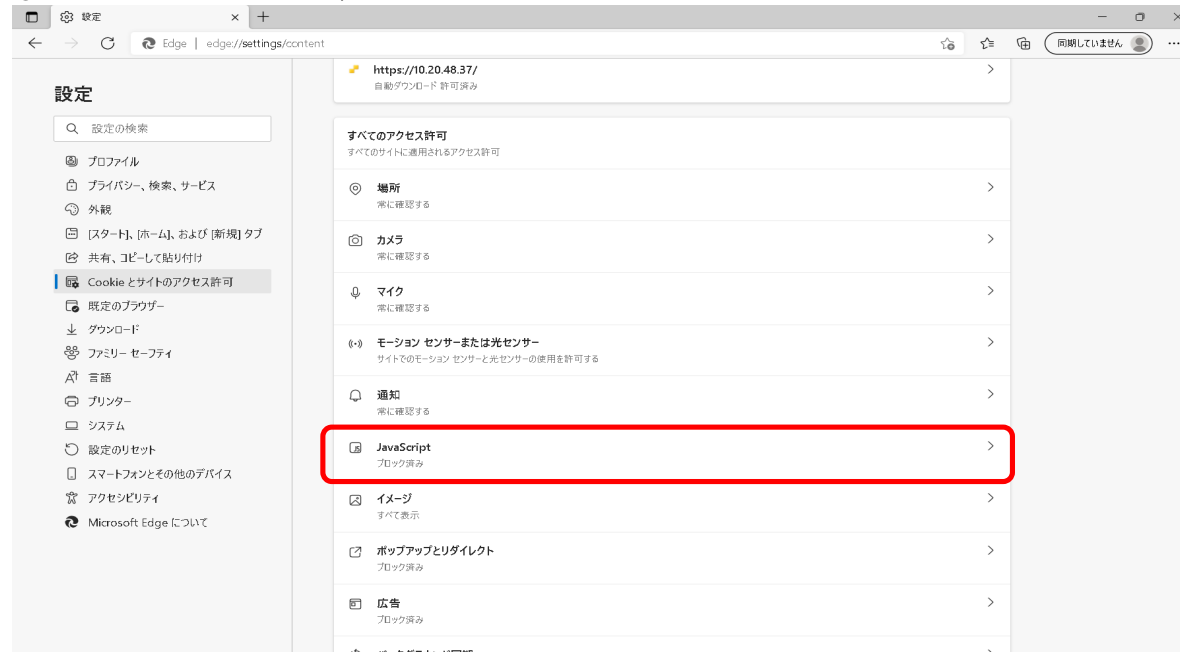 設定
Edge | edge://settings/content
同期していません
設定
設定の検索
プロファイル
プライバシー、検索、サービス
外観
[スタート]、[ホーム]、および [新規] タブ
共有、コピーして貼り付け
Cookie とサイトのアクセス許可
既定のブラウザー
ダウンロード
ファミリー セーフティ
言語
プリンター
システム
設定のリセット
スマートフォンとその他のデバイス
アクセシビリティ
Microsoft Edge について
https://10.20.48.37/
自動ダウンロード 許可済み
すべてのアクセス許可
すべてのサイトに適用されるアクセス許可
場所
常に確認する
カメラ
常に確認する
マイク
常に確認する
モーション センサーまたは光センサー
サイトでのモーション センサーと光センサーの使用を許可する
通知
常に確認する
JavaScript
ブロック済み
イメージ
すべて表示
ポップアップとリダイレクト
ブロック済み
広告
ブロック済み